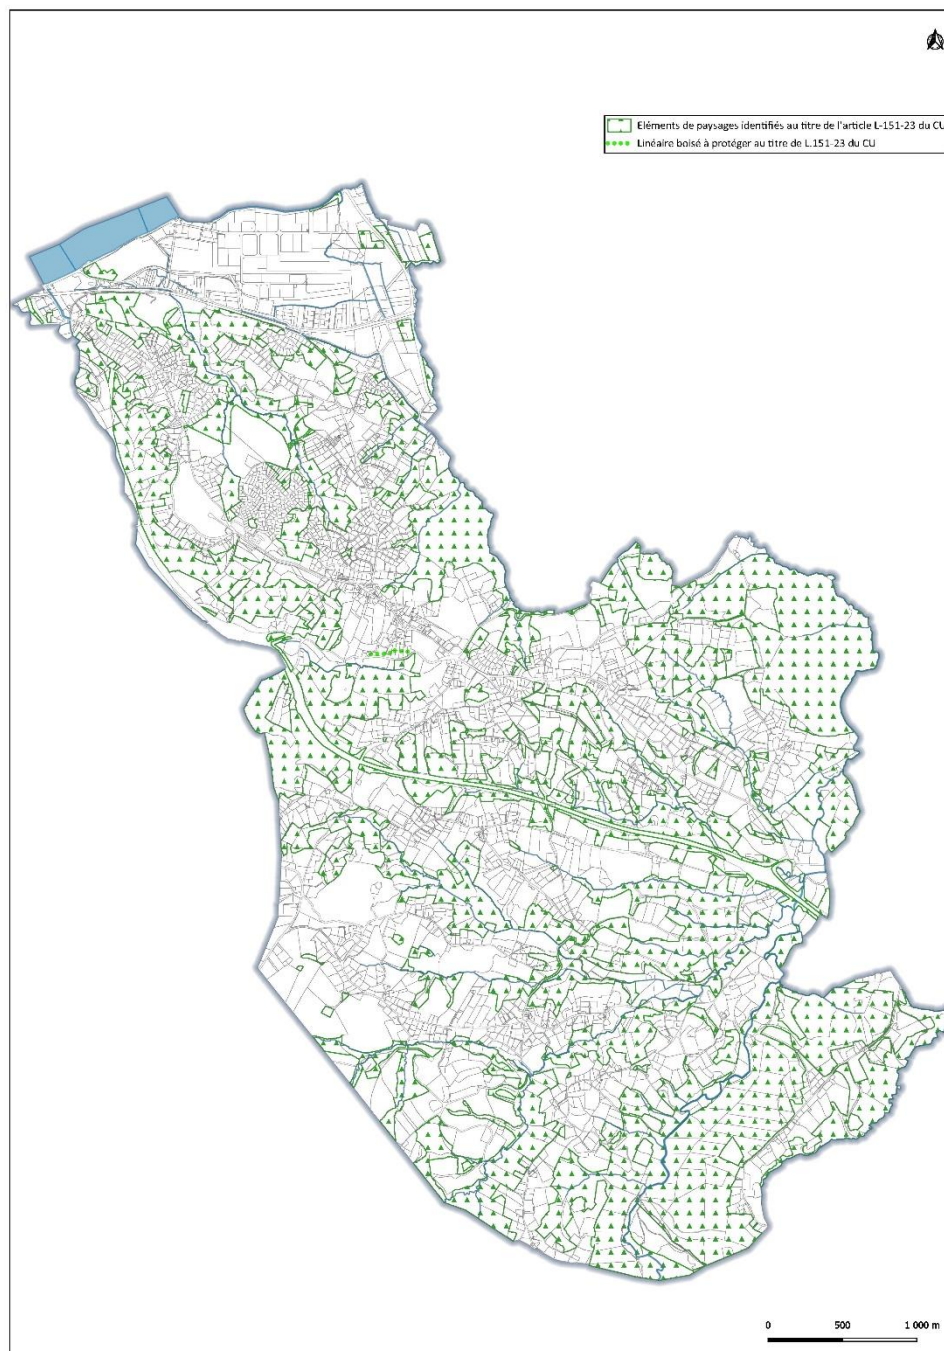 Eléments de paysages identifiés au titre de l'article L-151-23 du CU
Linéaire boisé à protéger au titre de L.151-23 du CU
0 500 1 000 m